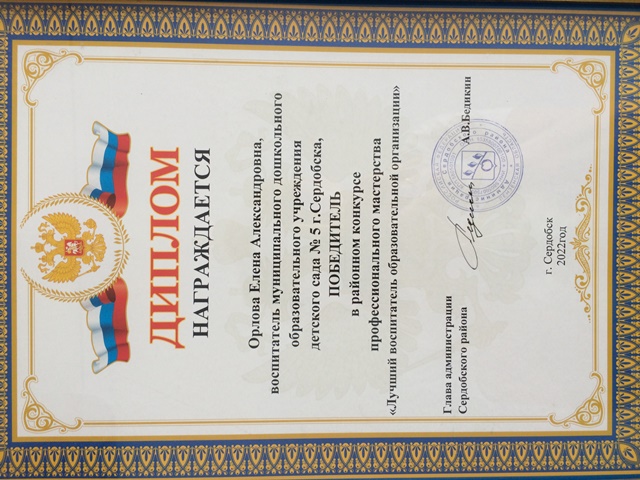 ДИПЛОМ
НАГРАЖДАЕТСЯ
Орлова Елена Александровна,
воспитатель муниципального дошкольного
образовательного учреждения
детского сада № 5 г.Сердобска,
ПОБЕДИТЕЛЬ
в районном конкурсе
профессионального мастерства
«Лучший воспитатель образовательной организации»
Глава администрации
Сердобского района
А.В.Бедикин
г. Сердобск
2022год